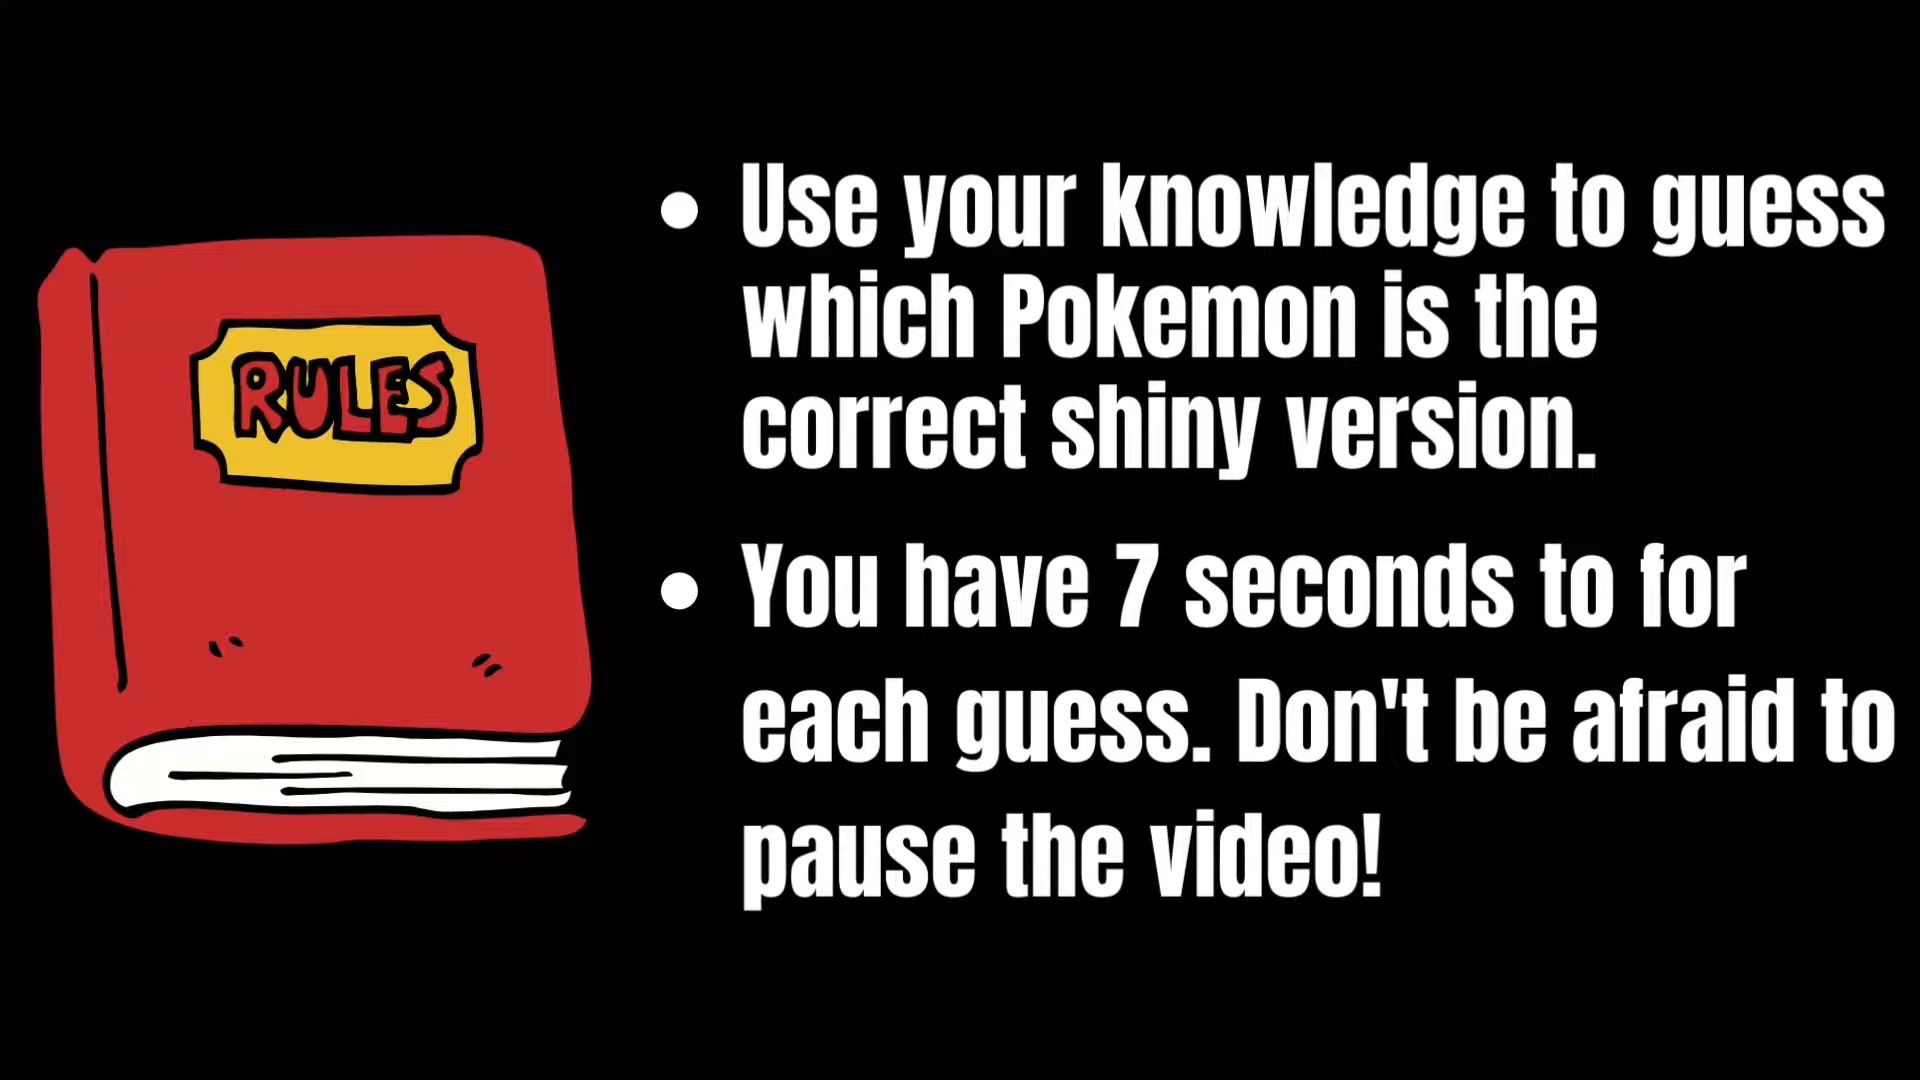 RULES
• Use your knowledge to guess
which Pokemon is the
correct shiny version.
• You have 7 seconds to for
each guess. Don't be afraid to
pause the video!